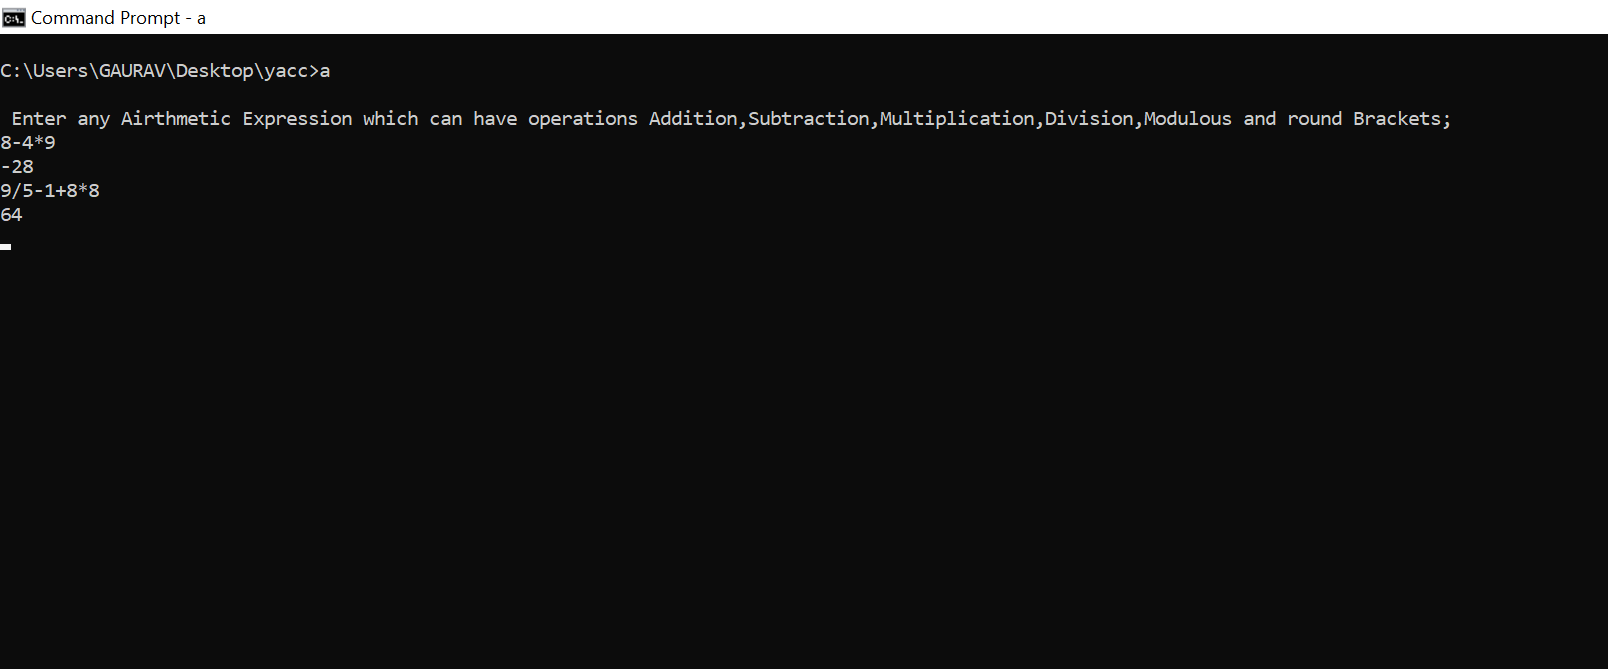 Command Prompt - a
C:\Users\GAURAV\Desktop\yacc>a
Enter any Airthmetic Expression which can have operations Addition,Subtraction,Multiplication,Division,Modulous and round Brackets;
8-4*9
-28
9/5-1+8*8
64